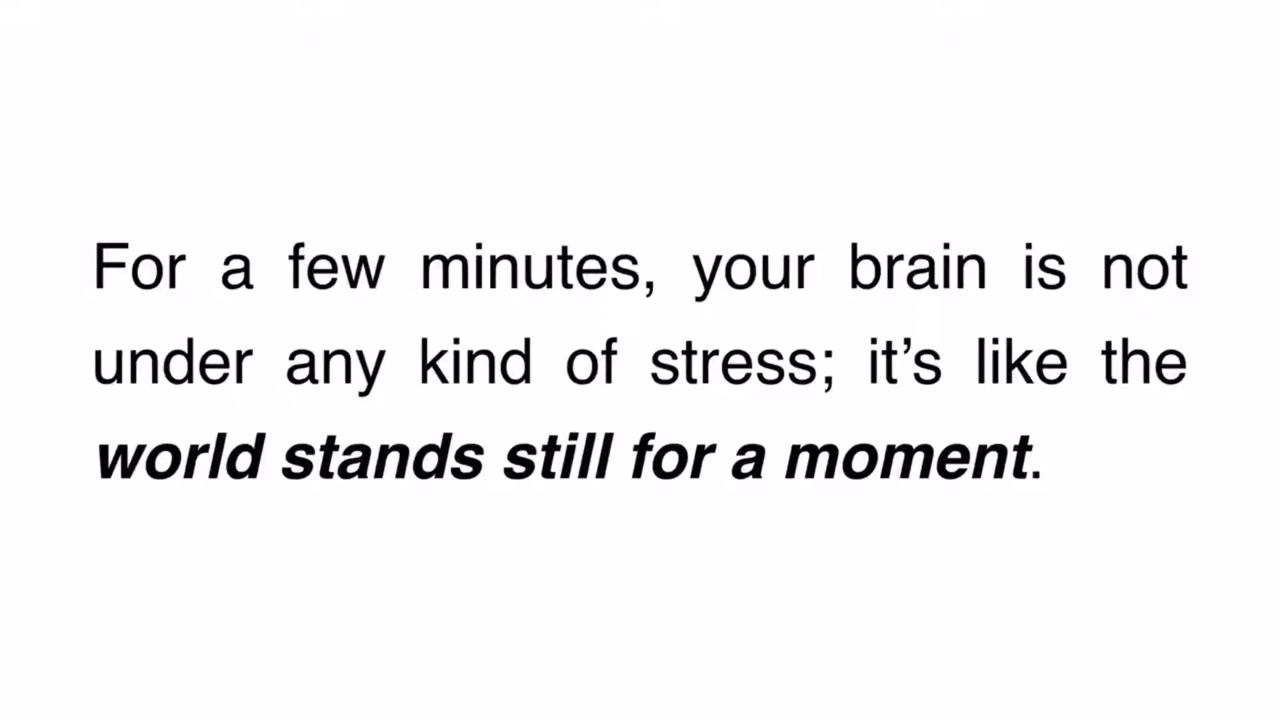 For a few minutes, your brain is not
under any kind of stress; it’s like the
world stands still for a moment.